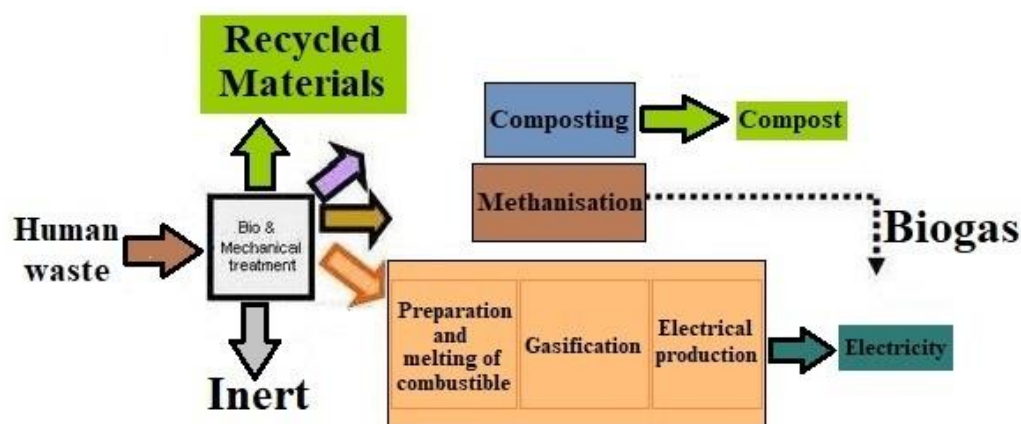 Recycled
Materials
Composting
Compost
Methanisation
Human
waste
Bio &
Mechanical
treatment
Biogas
Preparation
and
melting of
combustible
Gasification
Electrical
production
Electricity
Inert